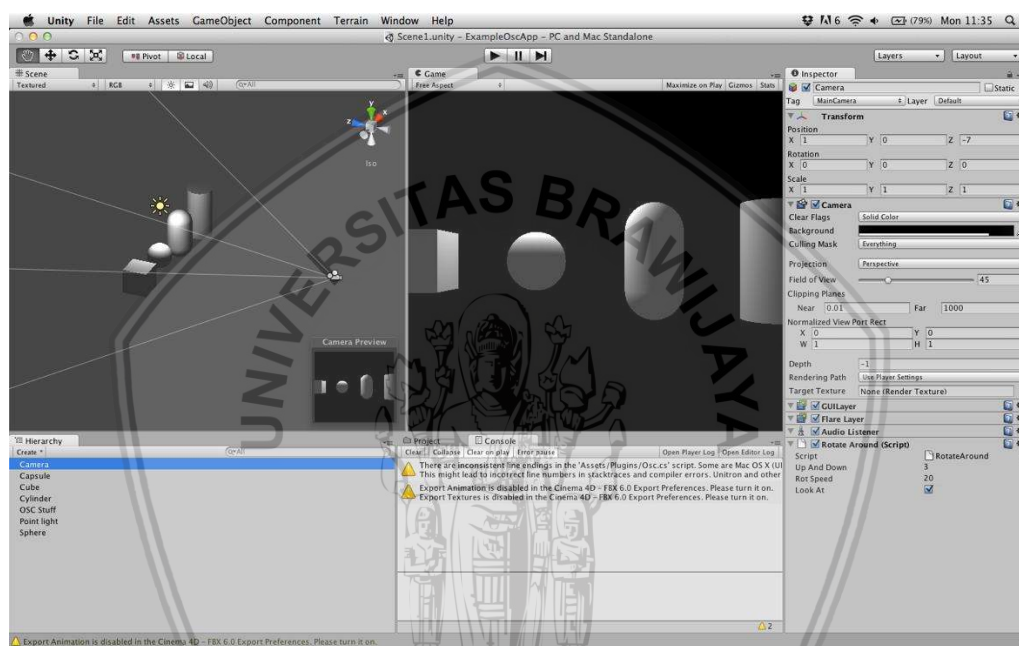 Unity File Edit Assets GameObject Component Terrain Window Help
6 (79%) Mon 11:35
Scene1.unity - ExampleOscApp - PC and Mac Standalone
Pivot Local
Layers Layout
Scene
Textured RGB All
Iso
Camera Preview
Game
Free Aspect Maximize on Play Gizmos Stats
UNIVERSITAS BRAWIJAYA
Hierarchy
Create All
Camera
Capsule
Cube
Cylinder
OSC Stuff
Point light
Sphere
Project Console
Clear Collapse Clear on play Error pause Open Player Log Open Editor Log
There are inconsistent line endings in the 'Assets/Plugins/Osc.cs' script. Some are Mac OS X (UI
This might lead to incorrect line numbers in stacktraces and compiler errors. Unitron and other
Export Animation is disabled in the Cinema 4D - FBX 6.0 Export Preferences. Please turn it on.
Export Textures is disabled in the Cinema 4D - FBX 6.0 Export Preferences. Please turn it on.
2
Inspector
Camera Static
Tag MainCamera Layer Default
Transform
Position
X 1 Y 0 Z -7
Rotation
X 0 Y 0 Z 0
Scale
X 1 Y 1 Z 1
Camera
Clear Flags Solid Color
Background
Culling Mask Everything
Projection Perspective
Field of View 45
Clipping Planes
Near 0.01 Far 1000
Normalized View Port Rect
X 0 Y 0
W 1 H 1
Depth -1
Rendering Path Use Player Settings
Target Texture None (Render Texture)
GUILayer
Flare Layer
Audio Listener
Rotate Around (Script)
Script RotateAround
Up And Down 3
Rot Speed 20
Look At
Export Animation is disabled in the Cinema 4D - FBX 6.0 Export Preferences. Please turn it on.